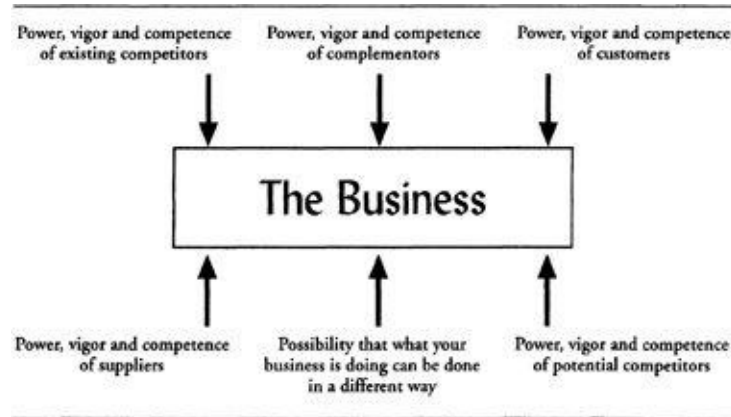 Power, vigor and competence
of existing competitors
Power, vigor and competence
of complementors
Power, vigor and competence
of customers
The Business
Power, vigor and competence
of suppliers
Possibility that what your
business is doing can be done
in a different way
Power, vigor and competence
of potential competitors